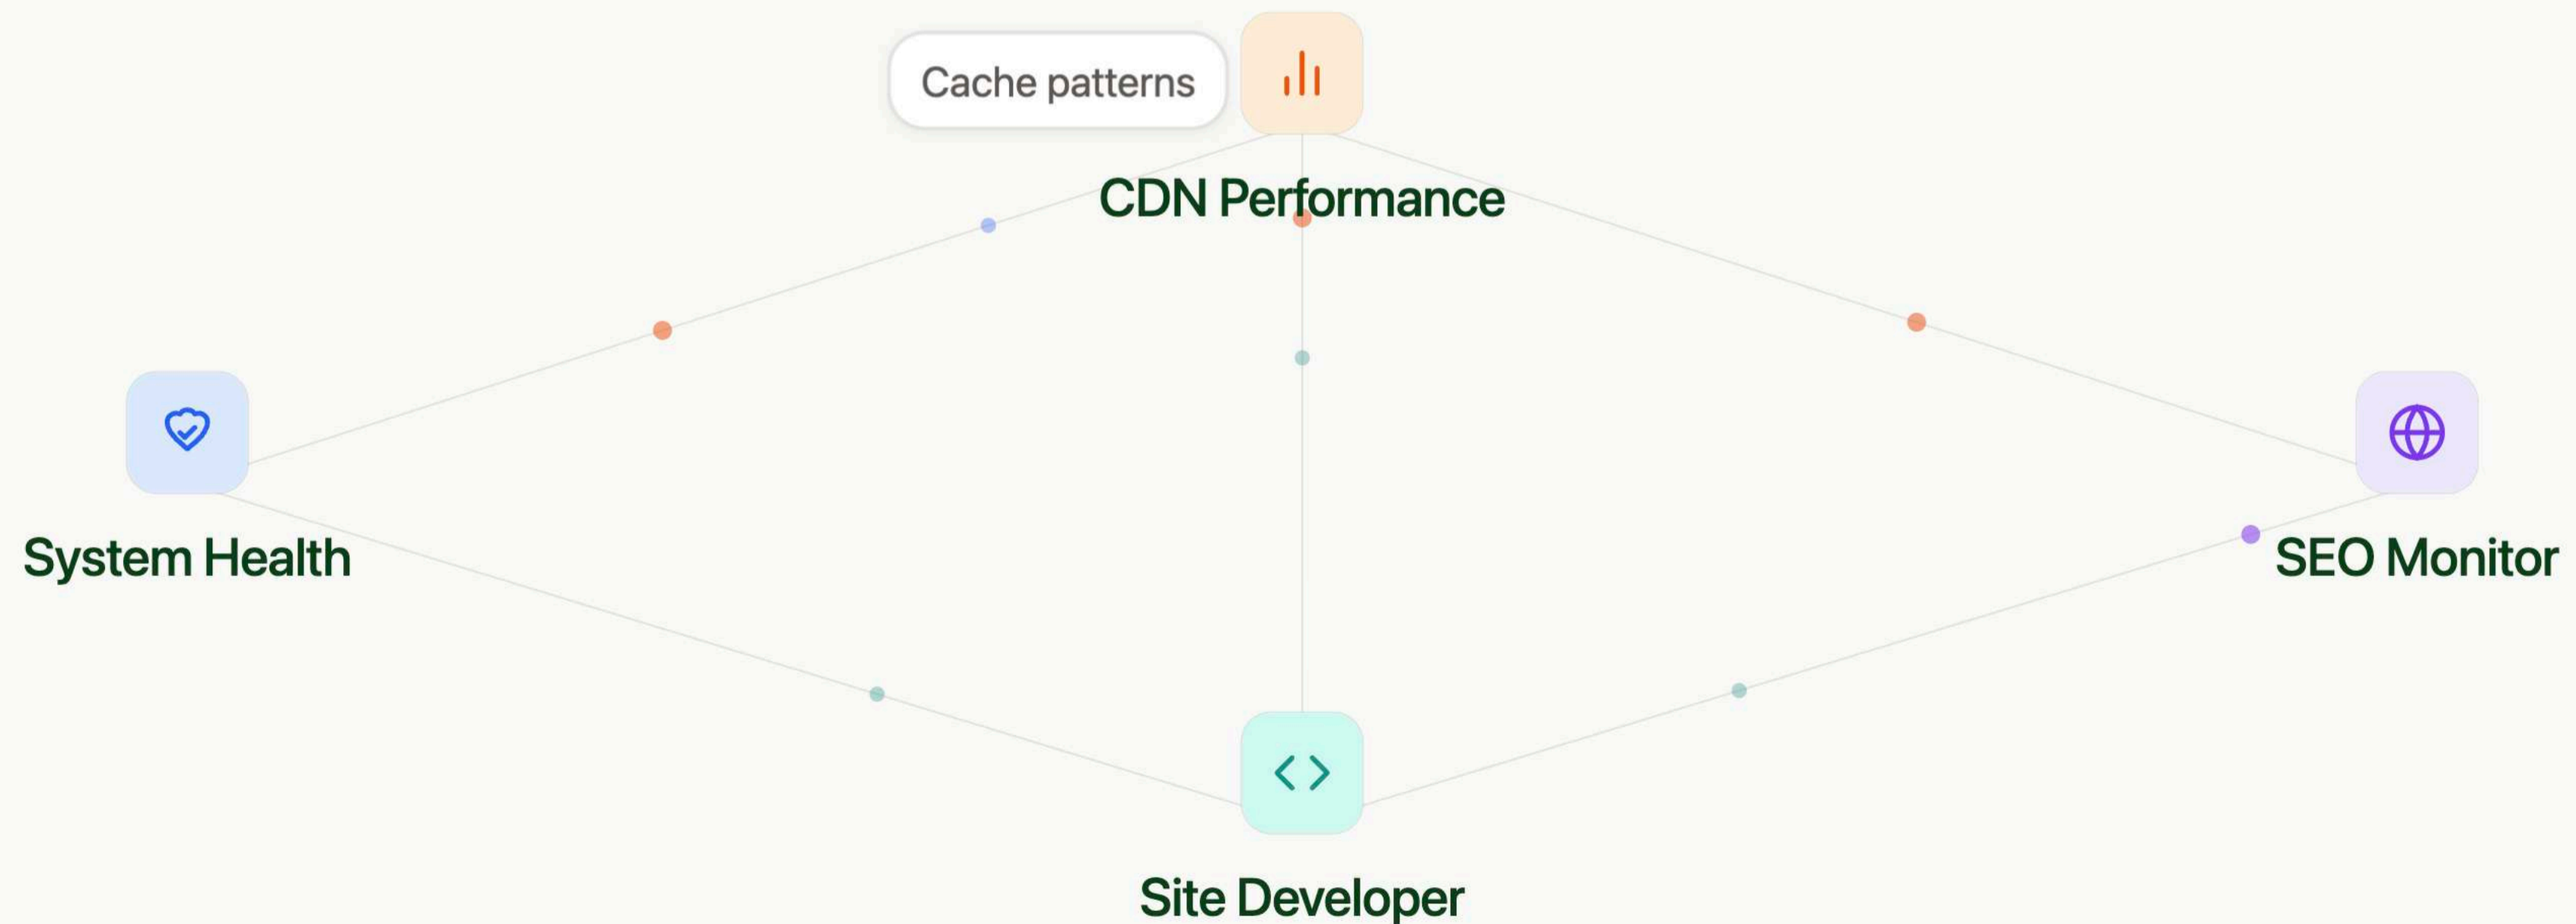 Cache patterns
CDN Performance
System Health
SEO Monitor
Site Developer